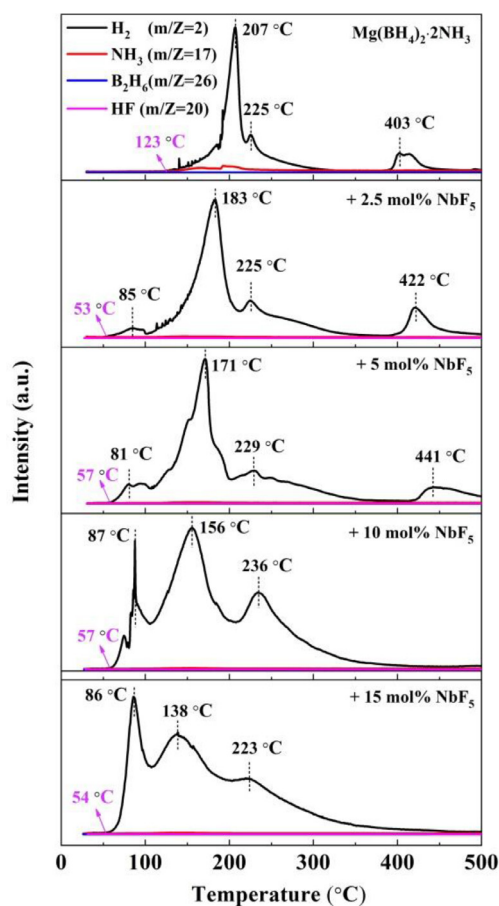 H₂ (m/Z=2)
NH₃ (m/Z=17)
B₂H₆(m/Z=26)
HF (m/Z=20)
207 °C
Mg(BH₄)₂·2NH₃
225 °C
123 °C
403 °C
183 °C
+ 2.5 mol% NbF₅
225 °C
85 °C
422 °C
53 °C
171 °C
+ 5 mol% NbF₅
81 °C
229 °C
441 °C
57 °C
87 °C
156 °C
+ 10 mol% NbF₅
236 °C
57 °C
86 °C
+ 15 mol% NbF₅
138 °C
223 °C
54 °C
Intensity (a.u.)
0 100 200 300 400 500
Temperature (°C)